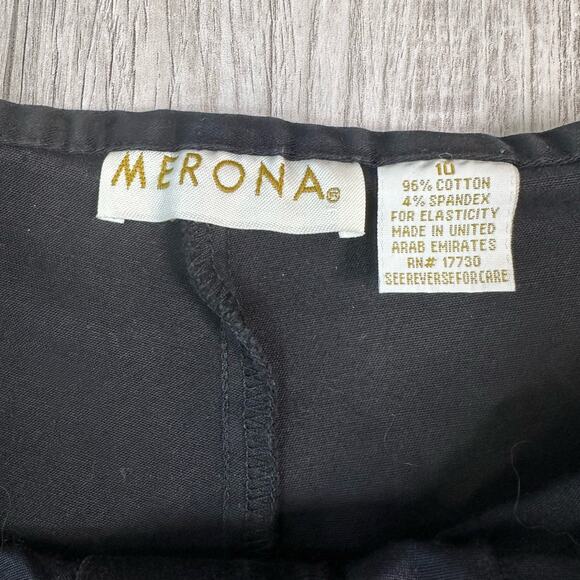 MERONA®
10
96% COTTON
4% SPANDEX
FOR ELASTICITY
MADE IN UNITED
ARAB EMIRATES
RN# 17730
SEEREVERSEFORCARE